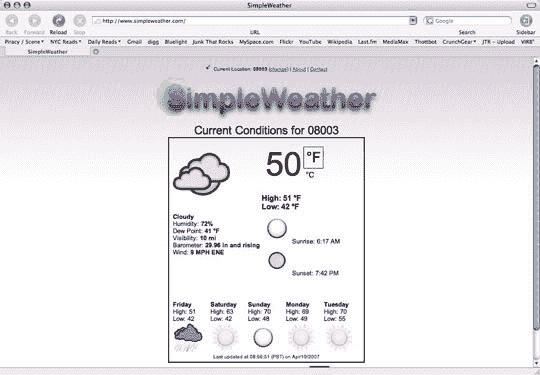 SimpleWeather
http://www.simpleweather.com/
Google
Back Forward Reload Stop URL Search Sidebar
Piracy / Scene NYC Reads Daily Reads Gmail digg Bluelight Junk That Rocks MySpace.com Flickr YouTube Wikipedia Last.fm MediaMax Thottbot CrunchGear JTR - Upload VIRB°
SimpleWeather
Current Location: 08003 (change) | About | Contact
SimpleWeather
Current Conditions for 08003
50 °F
°C
High: 51 °F
Low: 42 °F
Cloudy
Humidity: 72%
Dew Point: 41 °F
Visibility: 10 mi
Barometer: 29.96 in and rising
Wind: 9 MPH ENE
Sunrise: 6:17 AM
Sunset: 7:42 PM
Friday Saturday Sunday Monday Tuesday
High: 51 High: 63 High: 70 High: 69 High: 70
Low: 42 Low: 42 Low: 48 Low: 49 Low: 55
Last updated at 08:56:51 (PST) on Apr/19/2007